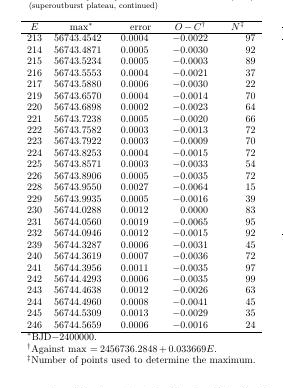 (superoutburst plateau, continued)
E max* error O − C† N‡
213 56743.4542 0.0004 −0.0022 97
214 56743.4871 0.0005 −0.0030 92
215 56743.5234 0.0005 −0.0003 89
216 56743.5553 0.0004 −0.0021 37
217 56743.5880 0.0006 −0.0030 22
219 56743.6570 0.0004 −0.0014 70
220 56743.6898 0.0002 −0.0023 64
221 56743.7238 0.0005 −0.0020 66
222 56743.7582 0.0003 −0.0013 72
223 56743.7922 0.0003 −0.0009 70
224 56743.8253 0.0004 −0.0015 72
225 56743.8571 0.0003 −0.0033 54
226 56743.8906 0.0005 −0.0035 72
228 56743.9550 0.0027 −0.0064 15
229 56743.9935 0.0005 −0.0016 39
230 56744.0288 0.0012 0.0000 83
231 56744.0560 0.0019 −0.0065 95
232 56744.0946 0.0012 −0.0015 92
239 56744.3287 0.0006 −0.0031 45
240 56744.3619 0.0007 −0.0036 72
241 56744.3956 0.0011 −0.0035 97
242 56744.4293 0.0006 −0.0035 99
243 56744.4638 0.0012 −0.0026 63
244 56744.4960 0.0008 −0.0041 45
245 56744.5309 0.0013 −0.0029 35
246 56744.5659 0.0006 −0.0016 24
*BJD−2400000.
†Against max = 2456736.2848 + 0.033669E.
‡Number of points used to determine the maximum.